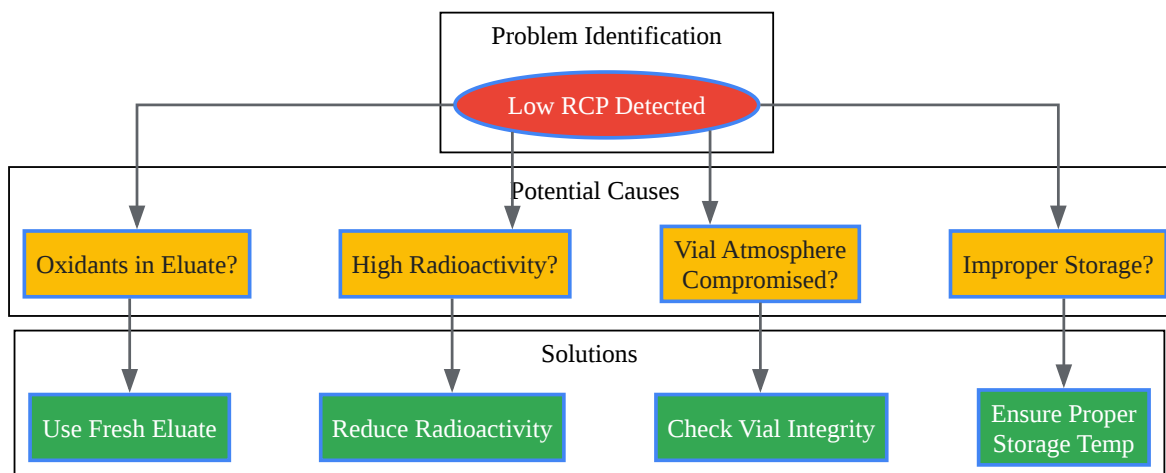 Problem Identification
Low RCP Detected
Potential Causes
Oxidants in Eluate?
High Radioactivity?
Vial Atmosphere
Compromised?
Improper Storage?
Solutions
Use Fresh Eluate
Reduce Radioactivity
Check Vial Integrity
Ensure Proper
Storage Temp